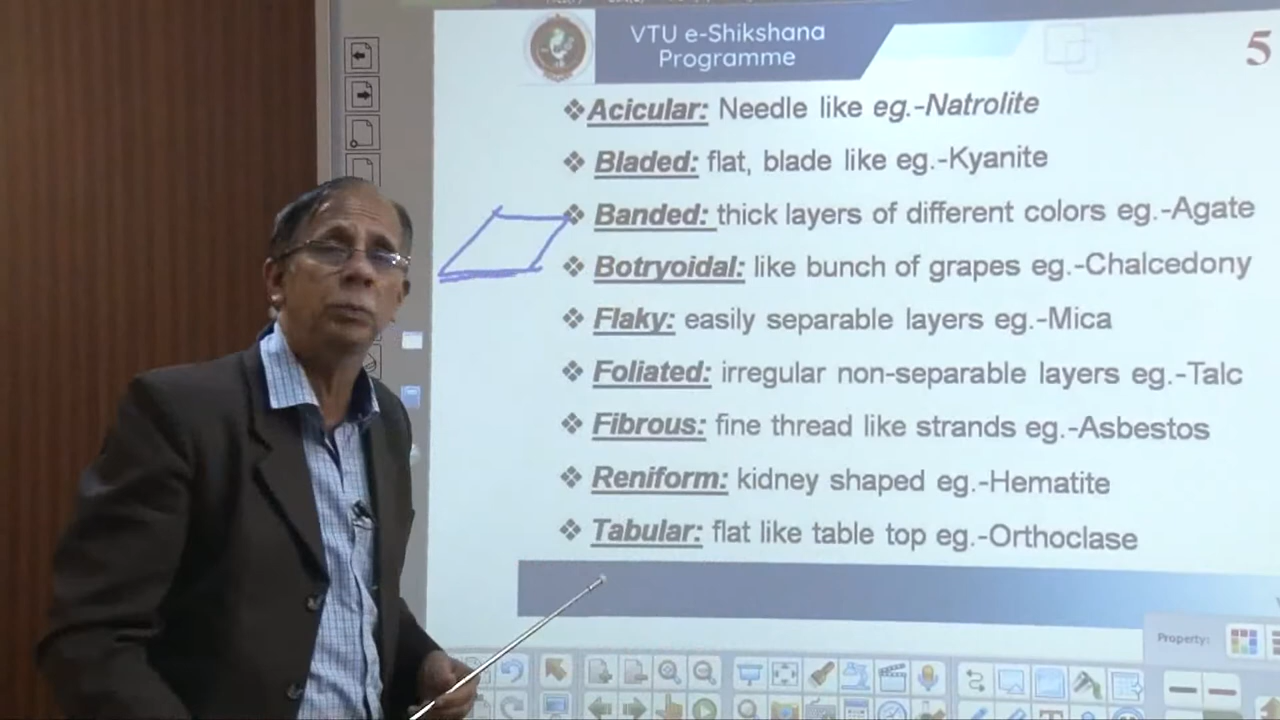 VTU e-Shikshana
Programme
5
❖Acicular: Needle like eg.-Natrolite
❖ Bladed: flat, blade like eg.-Kyanite
❖ Banded: thick layers of different colors eg.-Agate
❖ Botryoidal: like bunch of grapes eg.-Chalcedony
❖ Flaky: easily separable layers eg.-Mica
❖ Foliated: irregular non-separable layers eg.-Talc
❖ Fibrous: fine thread like strands eg.-Asbestos
❖ Reniform: kidney shaped eg.-Hematite
❖ Tabular: flat like table top eg.-Orthoclase
Property: